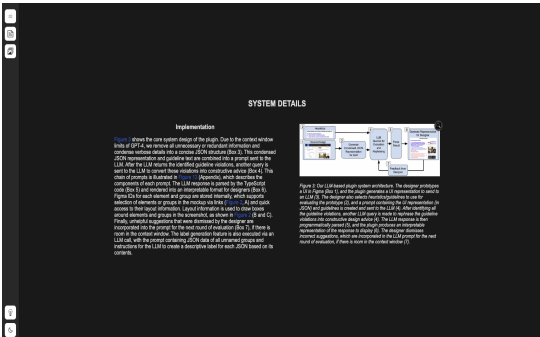 SYSTEM DETAILS
Implementation
Figure 3 shows the core system design of the plugin. Due to the context window
limits of GPT-4, we remove all unnecessary or redundant information and
condense verbose details into a concise JSON structure (Box 3). This condensed
JSON representation and guideline text are combined into a prompt sent to the
LLM. After the LLM returns the identified guideline violations, another query is
sent to the LLM to convert these violations into constructive advice (Box 4). This
chain of prompts is illustrated in Figure 12 (Appendix), which describes the
components of each prompt. The LLM response is parsed by the TypeScript
code (Box 5) and rendered into an interpretable format for designers (Box 6).
Figma IDs for each element and group are stored internally, which supports
selection of elements or groups in the mockup via links (Figure 2, A) and quick
access to their layout information. Layout information is used to draw boxes
around elements and groups in the screenshot, as shown in Figure 2 (B and C).
Finally, unhelpful suggestions that were dismissed by the designer are
incorporated into the prompt for the next round of evaluation (Box 7), if there is
room in the context window. The label generation feature is also executed via an
LLM call, with the prompt containing JSON data of all unnamed groups and
instructions for the LLM to create a descriptive label for each JSON based on its
contents.
Figure 3: Our LLM-based plugin system architecture. The designer prototypes
a UI in Figma (Box 1), and the plugin generates a UI representation to send to
an LLM (3). The designer also selects heuristics/guidelines to use for
evaluating the prototype (2), and a prompt containing the UI representation (in
JSON) and guidelines is created and sent to the LLM (4). After identifying all
the guideline violations, another LLM query is made to rephrase the guideline
violations into constructive design advice (4). The LLM response is then
programmatically parsed (5), and the plugin produces an interpretable
representation of the response to display (6). The designer dismisses
incorrect suggestions, which are incorporated in the LLM prompt for the next
round of evaluation, if there is room in the context window (7).